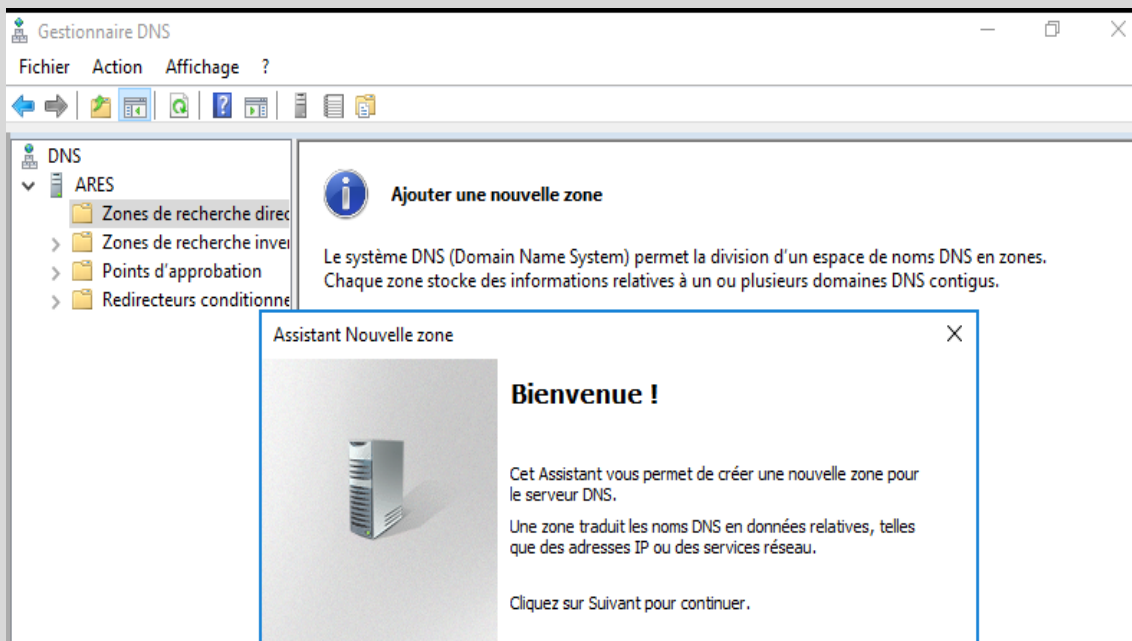 Gestionnaire DNS
Fichier Action Affichage ?
DNS
ARES
Zones de recherche direc
Zones de recherche inver
Points d'approbation
Redirecteurs conditionne
Ajouter une nouvelle zone
Le système DNS (Domain Name System) permet la division d'un espace de noms DNS en zones.
Chaque zone stocke des informations relatives à un ou plusieurs domaines DNS contigus.
Assistant Nouvelle zone
Bienvenue !
Cet Assistant vous permet de créer une nouvelle zone pour
le serveur DNS.
Une zone traduit les noms DNS en données relatives, telles
que des adresses IP ou des services réseau.
Cliquez sur Suivant pour continuer.